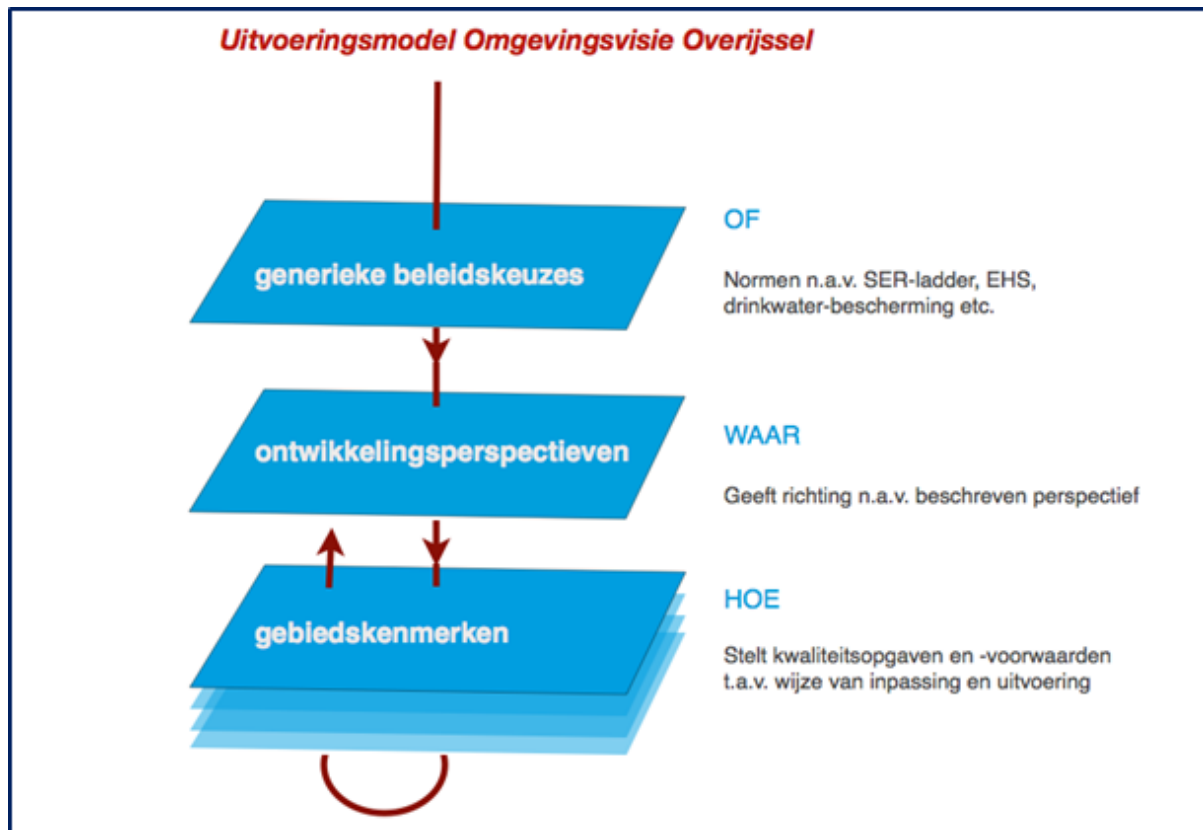 Uitvoeringsmodel Omgevingsvisie Overijssel
generieke beleidskeuzes
OF
Normen n.a.v. SER-ladder, EHS,
drinkwater-bescherming etc.
ontwikkelingsperspectieven
WAAR
Geeft richting n.a.v. beschreven perspectief
gebiedskenmerken
HOE
Stelt kwaliteitsopgaven en -voorwaarden
t.a.v. wijze van inpassing en uitvoering